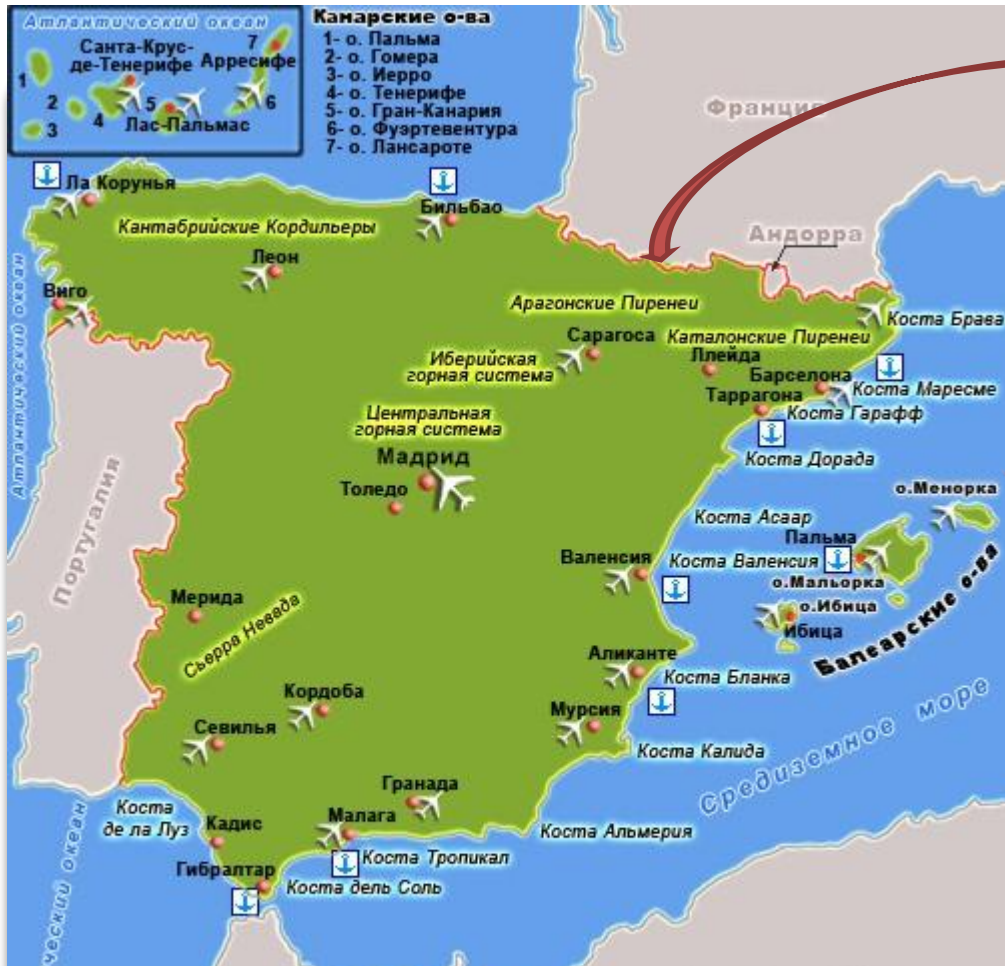 Атлантический океан
Санта-Крус-
де-Тенерифе
Арресифе
Лас-Пальмас
1
2
3
4
5
6
7
Канарские о-ва
1- о. Пальма
2- о. Гомера
3- о. Иерро
4- о. Тенерифе
5- о. Гран-Канария
6- о. Фуэртевентура
7- о. Лансароте
Франция
Андорра
Ла Корунья
Бильбао
Кантабрийские Кордильеры
Леон
Виго
Атлантический океан
Арагонские Пиренеи
Сарагоса
Каталонские Пиренеи
Коста Брава
Ллейда
Иберийская
горная система
Барселона
Коста Маресме
Таррагона
Коста Гарафф
Центральная
горная система
Коста Дорада
Мадрид
Толедо
о.Менорка
Коста Асаар
Португалия
Пальма
Валенсия
Коста Валенсия
о.Мальорка
Мерида
о.Ибица
Ибица
Балеарские о-ва
Сьерра Невада
Аликанте
Коста Бланка
Кордоба
Мурсия
Севилья
Коста Калида
Средиземное море
Гранада
Коста
де ла Луз
Кадис
Малага
Коста Альмерия
Коста Тропикал
Гибралтар
Коста дель Соль
ческий океан